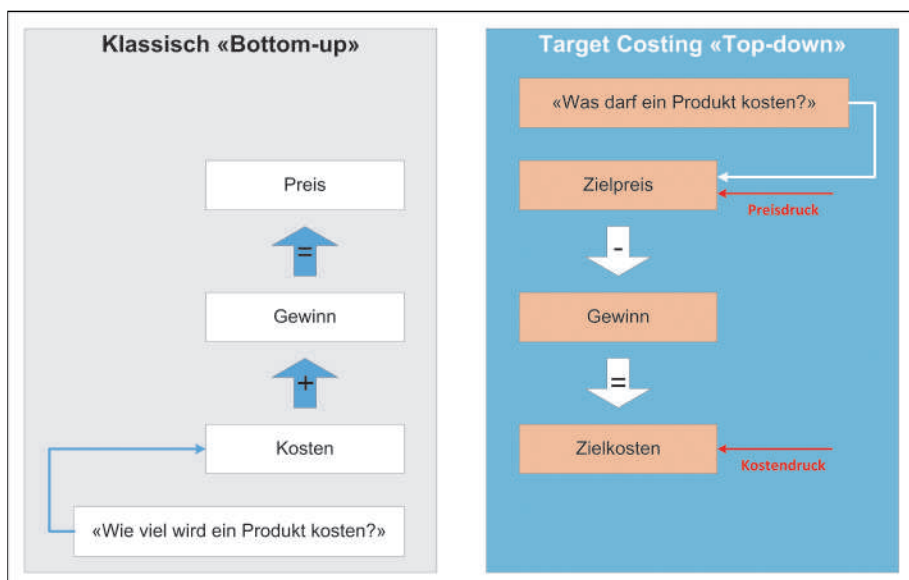 Klassisch «Bottom-up»
Preis
=
Gewinn
+
Kosten
«Wie viel wird ein Produkt kosten?»
Target Costing «Top-down»
«Was darf ein Produkt kosten?»
Zielpreis
Preisdruck
-
Gewinn
=
Zielkosten
Kostendruck